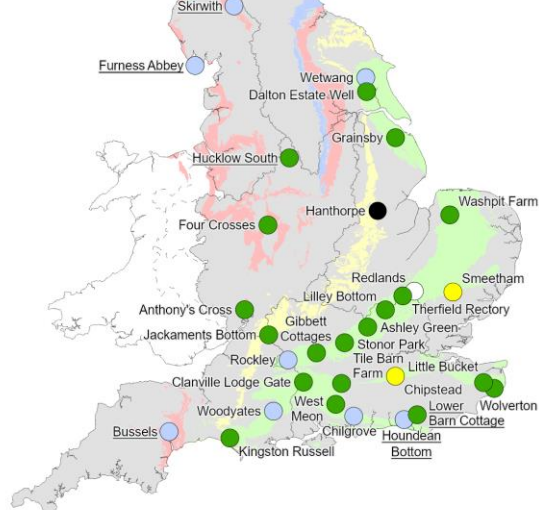 Skirwith
Furness Abbey
Wetwang
Dalton Estate Well
Grainsby
Hucklow South
Washpit Farm
Hanthorpe
Four Crosses
Redlands
Smeetham
Lilley Bottom
Therfield Rectory
Anthony's Cross
Gibbett
Cottages
Ashley Green
Jackaments Bottom
Stonor Park
Rockley
Tile Barn
Farm
Little Bucket
Clanville Lodge Gate
Chipstead
Woodyates
West
Meon
Lower
Barn Cottage
Wolverton
Chilgrove
Bussels
Houndean
Bottom
Kingston Russell